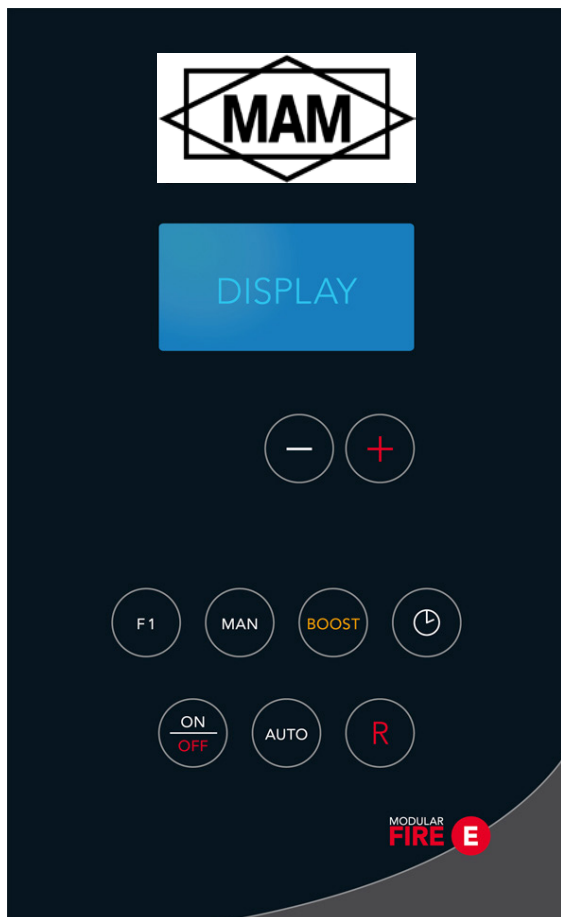 MAM
DISPLAY
− +
F1 MAN BOOST
ON
OFF AUTO R
MODULAR
FIRE E